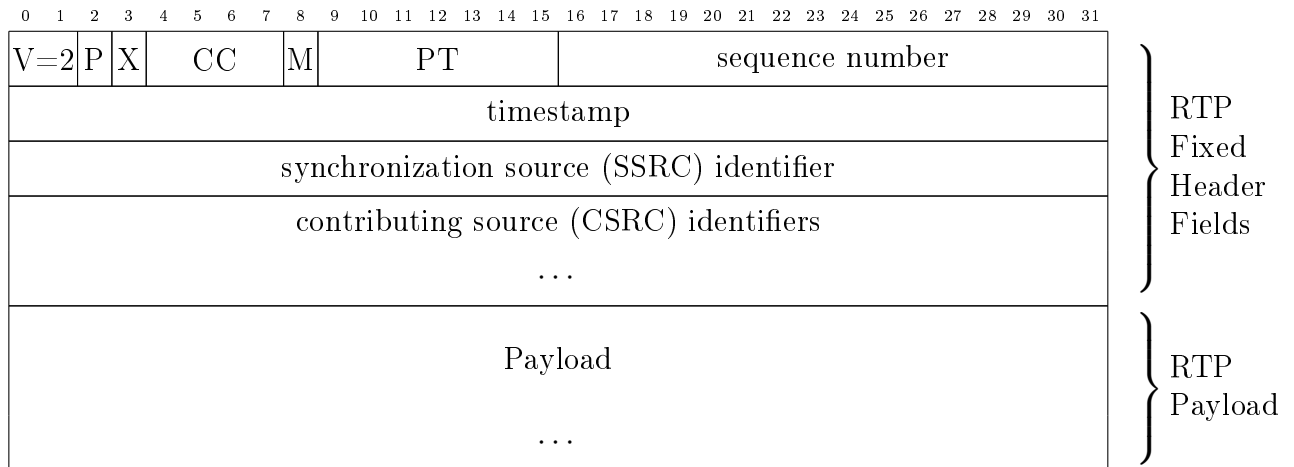 0 1 2 3 4 5 6 7 8 9 10 11 12 13 14 15 16 17 18 19 20 21 22 23 24 25 26 27 28 29 30 31
V=2 P X CC M PT sequence number
timestamp
synchronization source (SSRC) identifier
contributing source (CSRC) identifiers
...
RTP
Fixed
Header
Fields
Payload
...
RTP
Payload